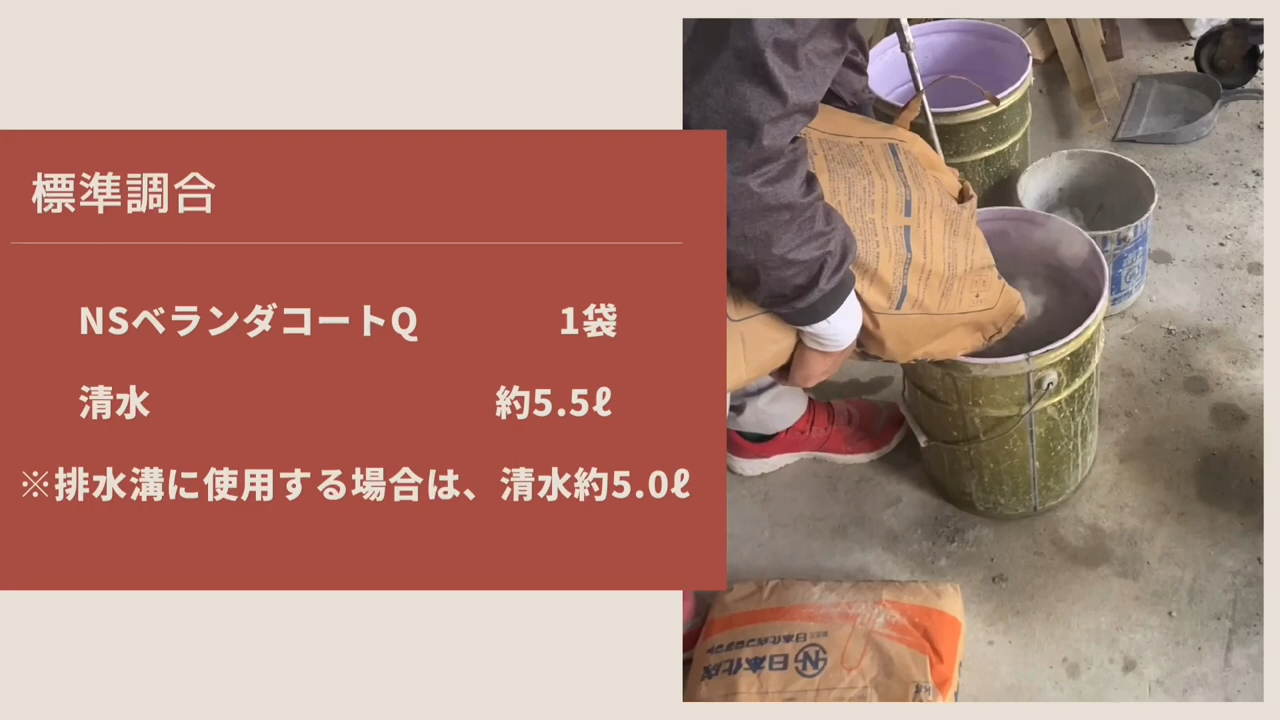 標準調合
NSベランダコートQ 1袋
清水 約5.5ℓ
※排水溝に使用する場合は、清水約5.0ℓ
日本化成